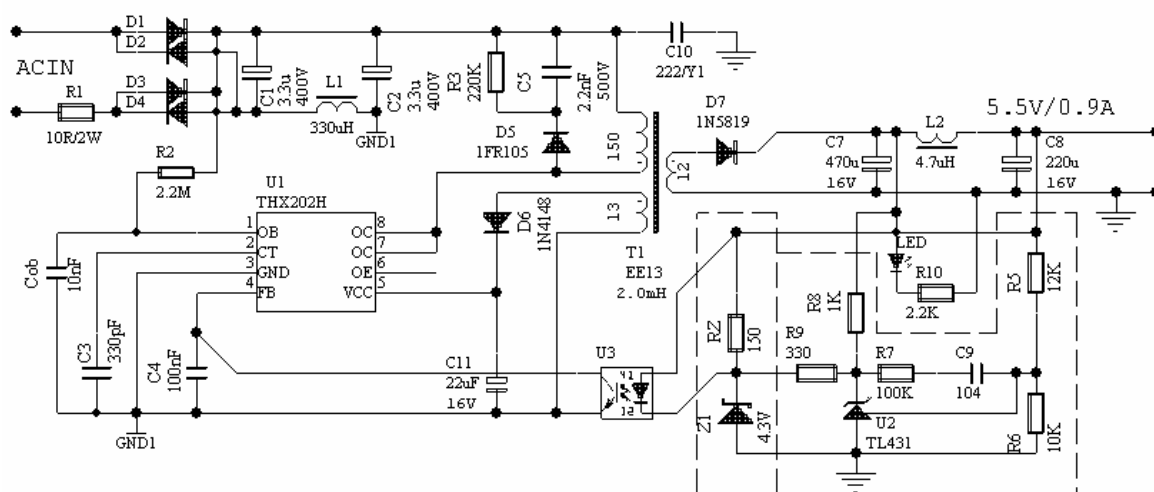 D1
D2
ACIN
D3
D4
R1
10R/2W
C1
3.3u
400V
L1
330uH
C2
3.3u
400V
GND1
R3
220K
C5
2.2nF
500V
C10
222/Y1
D5
1FR105
150
12
13
D7
1N5819
5.5V/0.9A
L2
4.7uH
C7
470u
16V
C8
220u
16V
R2
2.2M
U1
THX202H
1 OB OC 8
2 CT OC 7
3 GND OE 6
4 FB VCC 5
D6
1N4148
T1
EE13
2.0mH
LED
R10
2.2K
R5
12K
Cob
10nF
C3
330pF
C4
100nF
C11
22uF
16V
U3
RZ
150
R8
1K
R9
330
R7
100K
C9
104
Z1
4.3V
U2
TL431
R6
10K
GND1